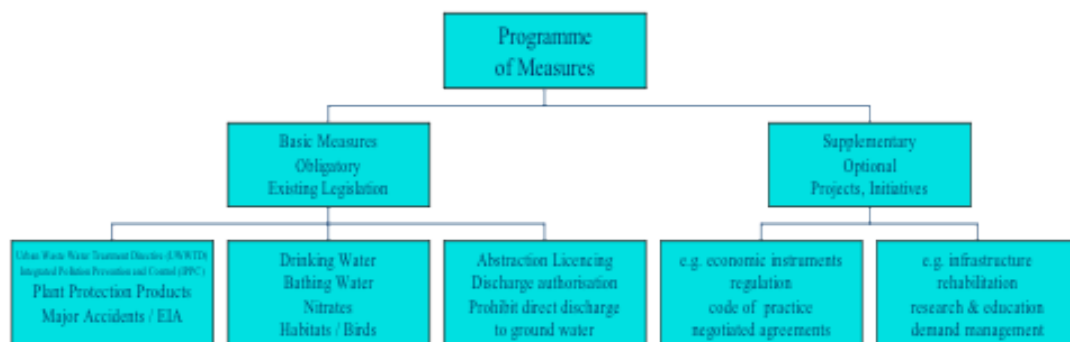 Programme
of Measures
Basic Measures
Obligatory
Existing Legislation
Supplementary
Optional
Projects, Initiatives
Urban Waste Water Treatment Directive (UWWTD)
Integrated Pollution Prevention and Control (IPPC)
Plant Protection Products
Major Accidents / EIA
Drinking Water
Bathing Water
Nitrates
Habitats / Birds
Abstraction Licencing
Discharge authorisation
Prohibit direct discharge
to ground water
e.g. economic instruments
regulation
code of practice
negotiated agreements
e.g. infrastructure
rehabilitation
research & education
demand management